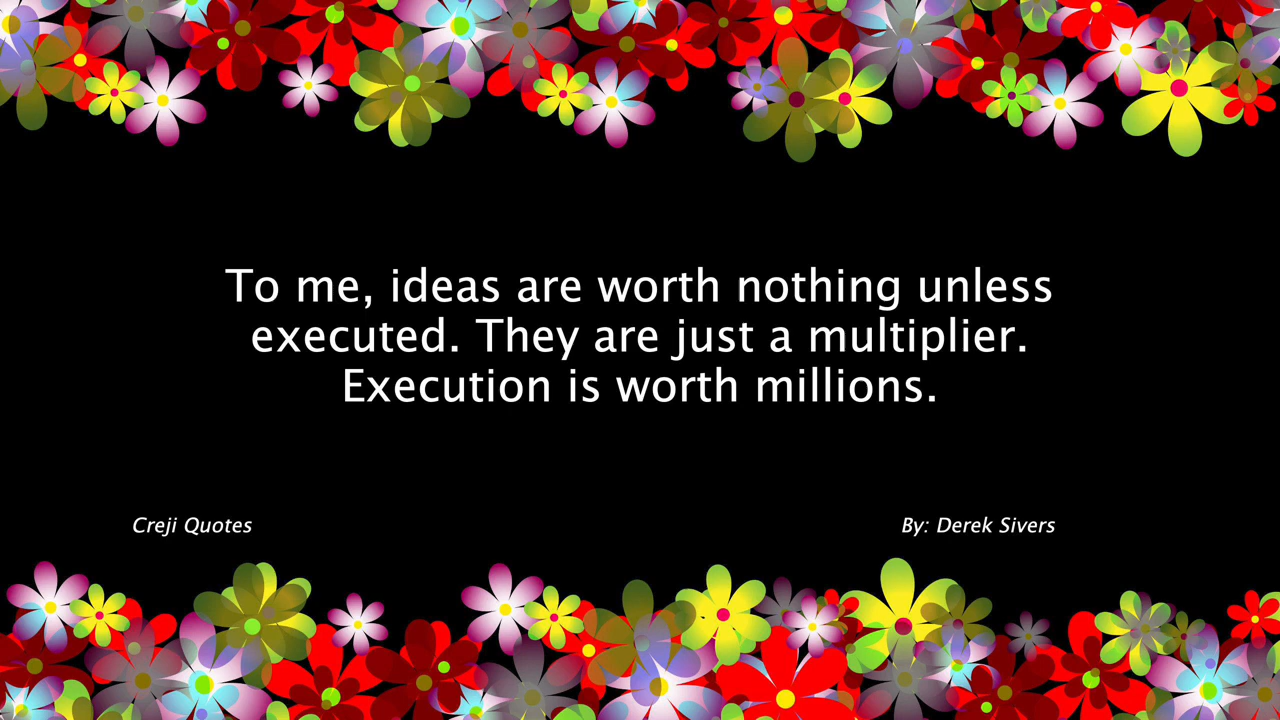 To me, ideas are worth nothing unless
executed. They are just a multiplier.
Execution is worth millions.
Creji Quotes
By: Derek Sivers